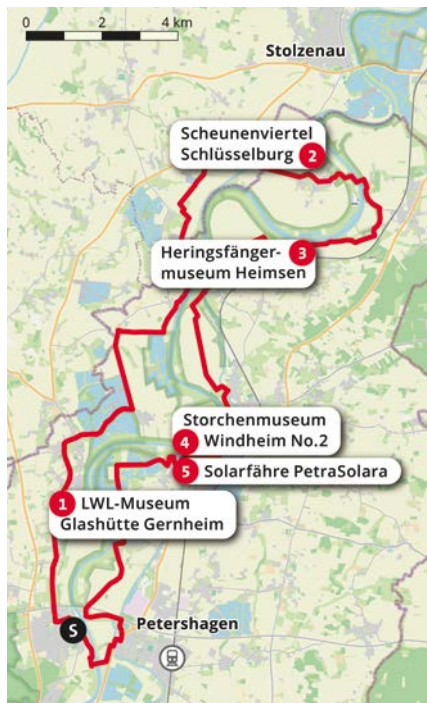 0 2 4 km
Stolzenau
Scheunenviertel
Schlüsselburg 2
3
Heringsfänger-
museum Heimsen
Storchenmuseum
4 Windheim No.2
5 Solarfähre PetraSolara
1 LWL-Museum
Glashütte Gernheim
S
Petershagen